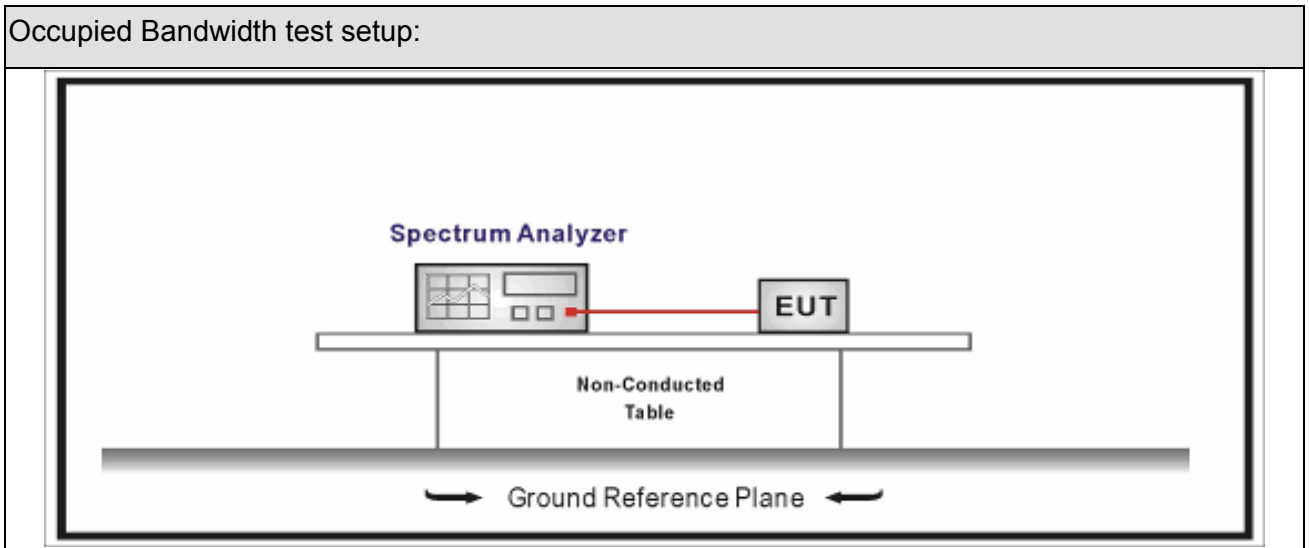 Occupied Bandwidth test setup:
Spectrum Analyzer
EUT
Non-Conducted
Table
Ground Reference Plane